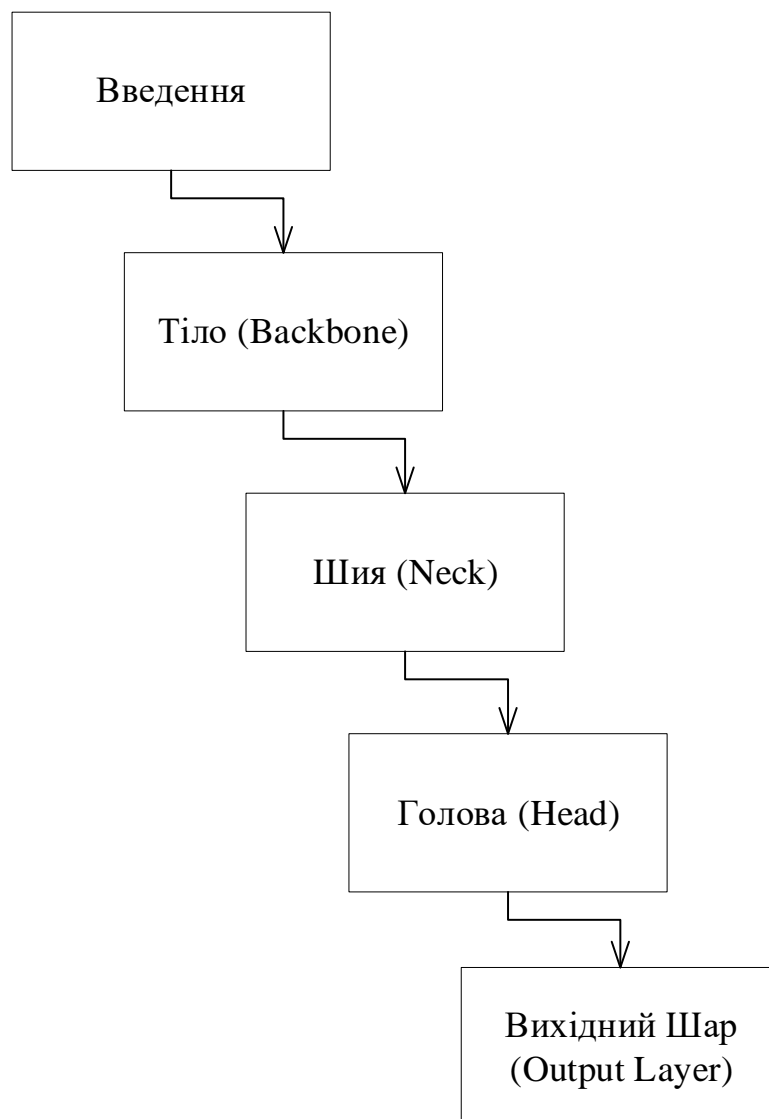 Введення
Тіло (Backbone)
Шия (Neck)
Голова (Head)
Вихідний Шар
(Output Layer)